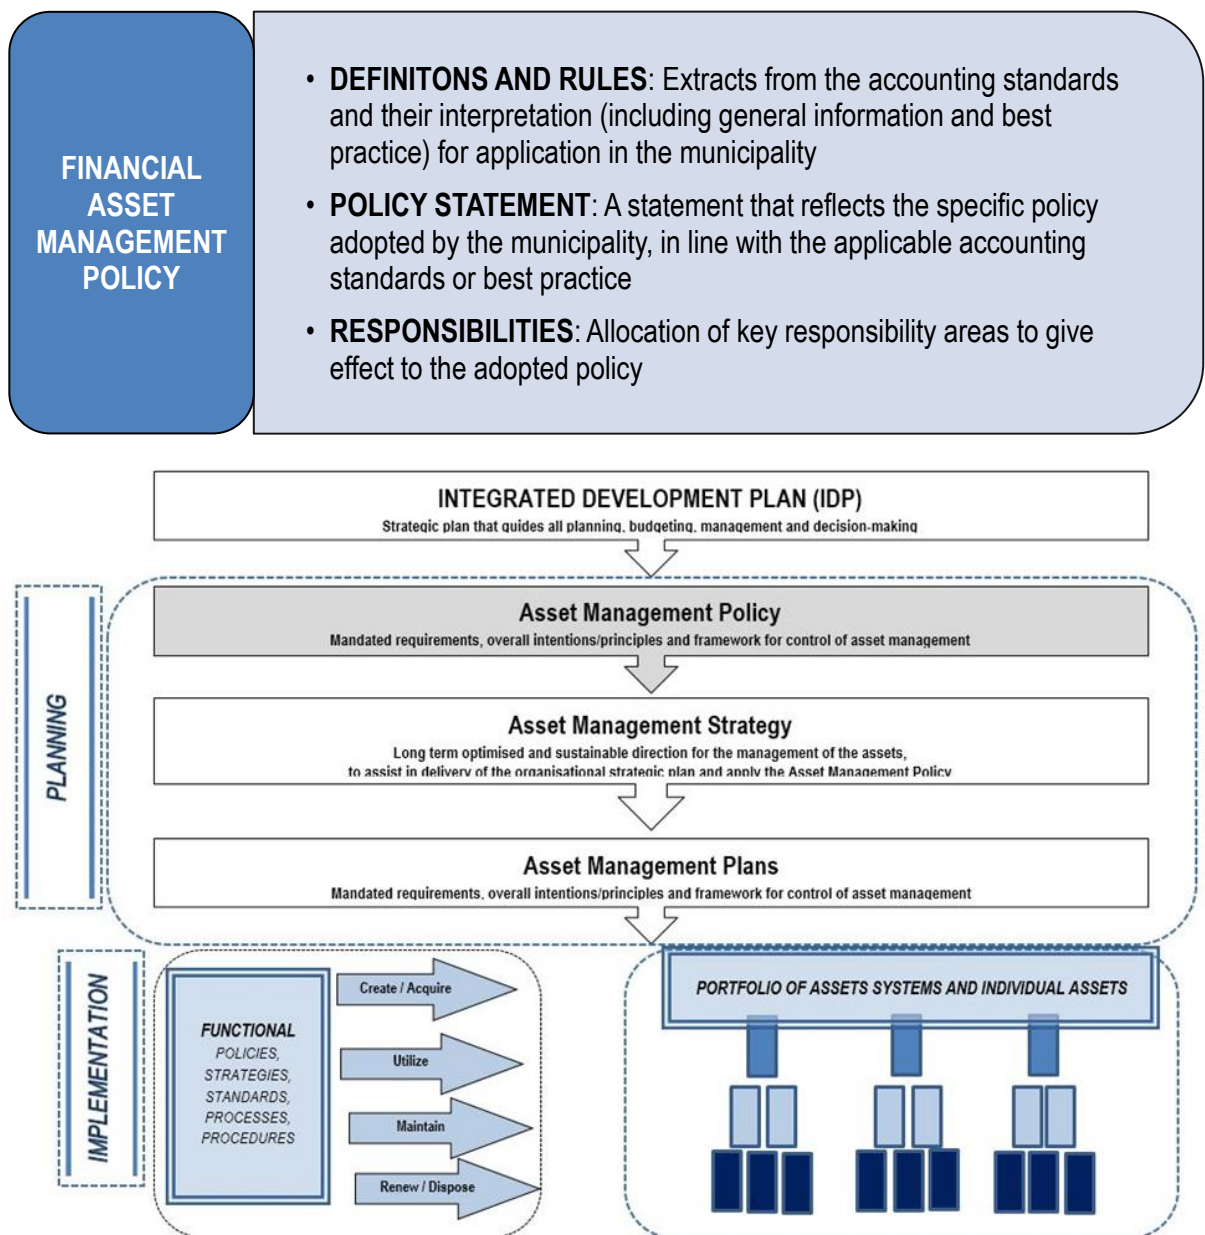 FINANCIAL
ASSET
MANAGEMENT
POLICY
• DEFINITONS AND RULES: Extracts from the accounting standards
and their interpretation (including general information and best
practice) for application in the municipality
• POLICY STATEMENT: A statement that reflects the specific policy
adopted by the municipality, in line with the applicable accounting
standards or best practice
• RESPONSIBILITIES: Allocation of key responsibility areas to give
effect to the adopted policy
INTEGRATED DEVELOPMENT PLAN (IDP)
Strategic plan that guides all planning, budgeting, management and decision-making
PLANNING
Asset Management Policy
Mandated requirements, overall intentions/principles and framework for control of asset management
Asset Management Strategy
Long term optimised and sustainable direction for the management of the assets,
to assist in delivery of the organisational strategic plan and apply the Asset Management Policy
Asset Management Plans
Mandated requirements, overall intentions/principles and framework for control of asset management
IMPLEMENTATION
FUNCTIONAL
POLICIES,
STRATEGIES,
STANDARDS,
PROCESSES,
PROCEDURES
Create / Acquire
Utilize
Maintain
Renew / Dispose
PORTFOLIO OF ASSETS SYSTEMS AND INDIVIDUAL ASSETS